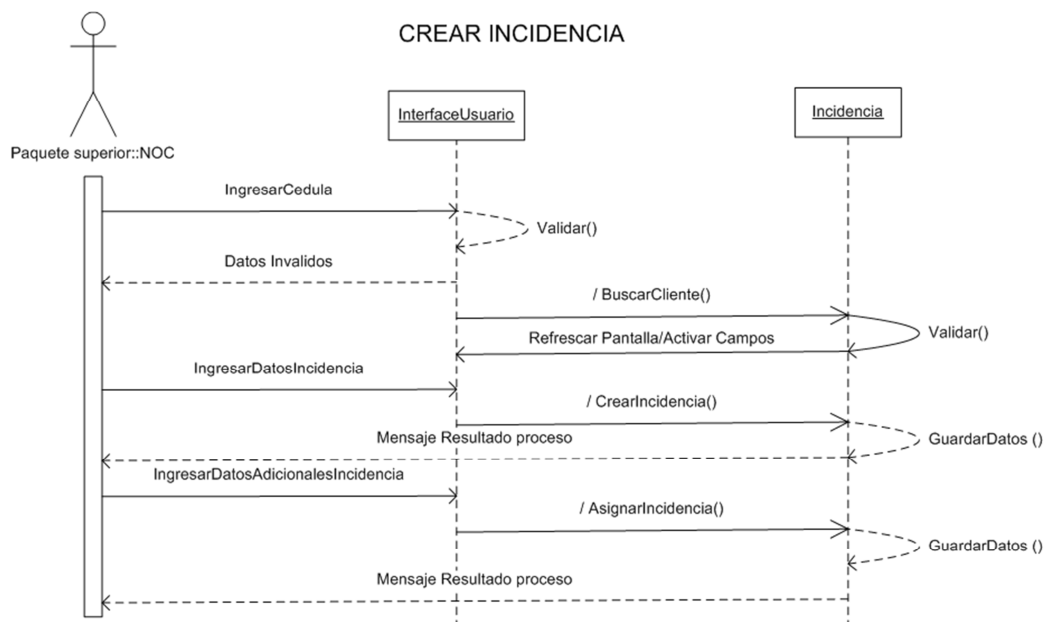 CREAR INCIDENCIA
InterfaceUsuario
Incidencia
Paquete superior::NOC
IngresarCedula
Validar()
Datos Invalidos
/ BuscarCliente()
Validar()
Refrescar Pantalla/Activar Campos
IngresarDatosIncidencia
/ CrearIncidencia()
Mensaje Resultado proceso
GuardarDatos ()
IngresarDatosAdicionalesIncidencia
/ AsignarIncidencia()
GuardarDatos ()
Mensaje Resultado proceso